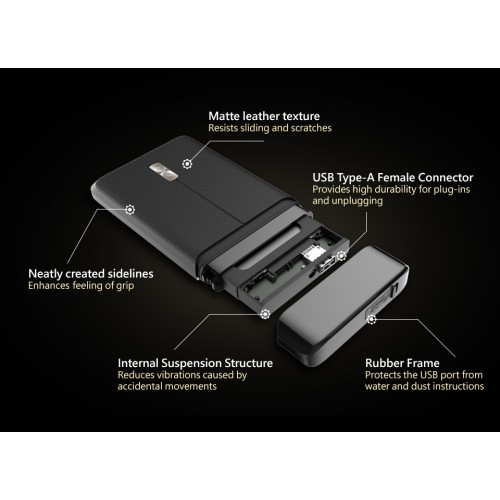 Matte leather texture
Resists sliding and scratches
USB Type-A Female Connector
Provides high durability for plug-ins
and unplugging
Neatly created sidelines
Enhances feeling of grip
Internal Suspension Structure
Reduces vibrations caused by
accidental movements
Rubber Frame
Protects the USB port from
water and dust instructions